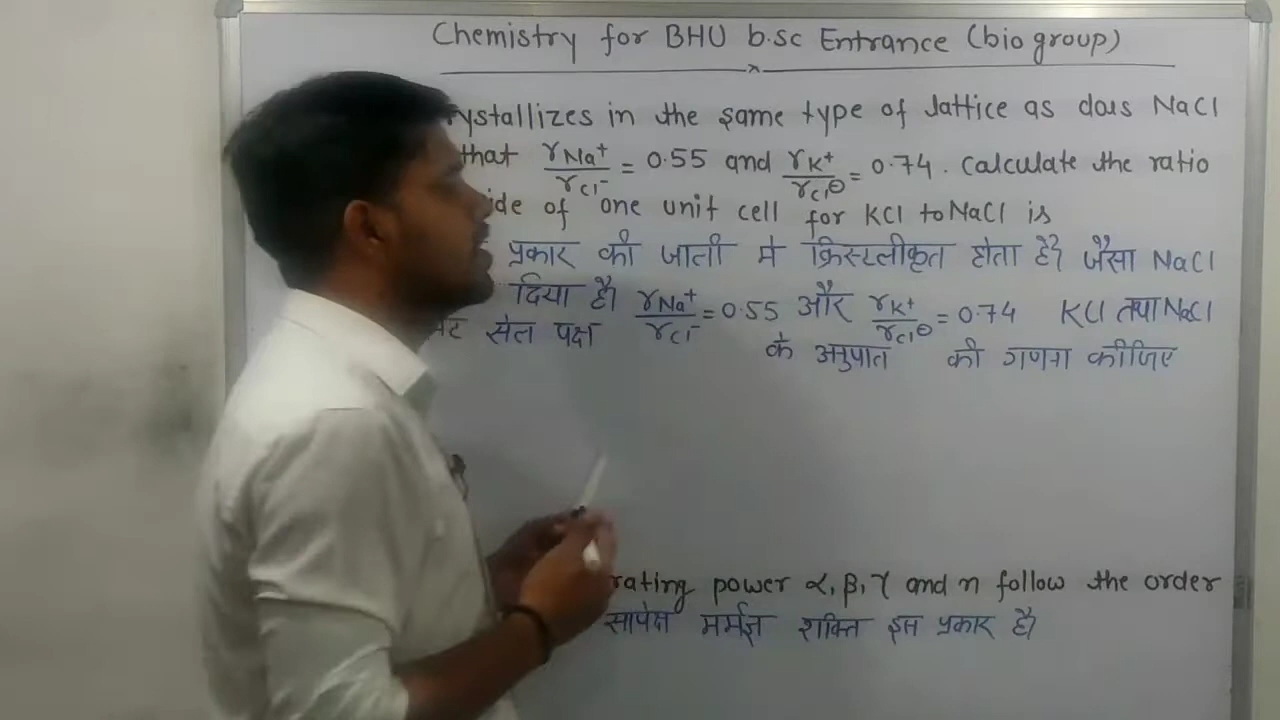 Chemistry for BHU b.sc Entrance (bio group)
rystallizes in the same type of lattice as does NaCl
that rNa⁺/rCl⁻ = 0.55 and rK⁺/rCl⊖ = 0.74. Calculate the ratio
ide of one unit cell for KCl to NaCl is
प्रकार की जाली मे क्रिस्टलीकृत होता है? जैसा NaCl
दिया है। rNa⁺/rCl⁻ = 0.55 और rK⁺/rCl⊖ = 0.74 KCl तथा NaCl
सेल पक्ष के अनुपात की गणना कीजिए
rating power α, β, γ and n follow the order
सापेक्ष मर्मज्ञ शक्ति इस प्रकार है।